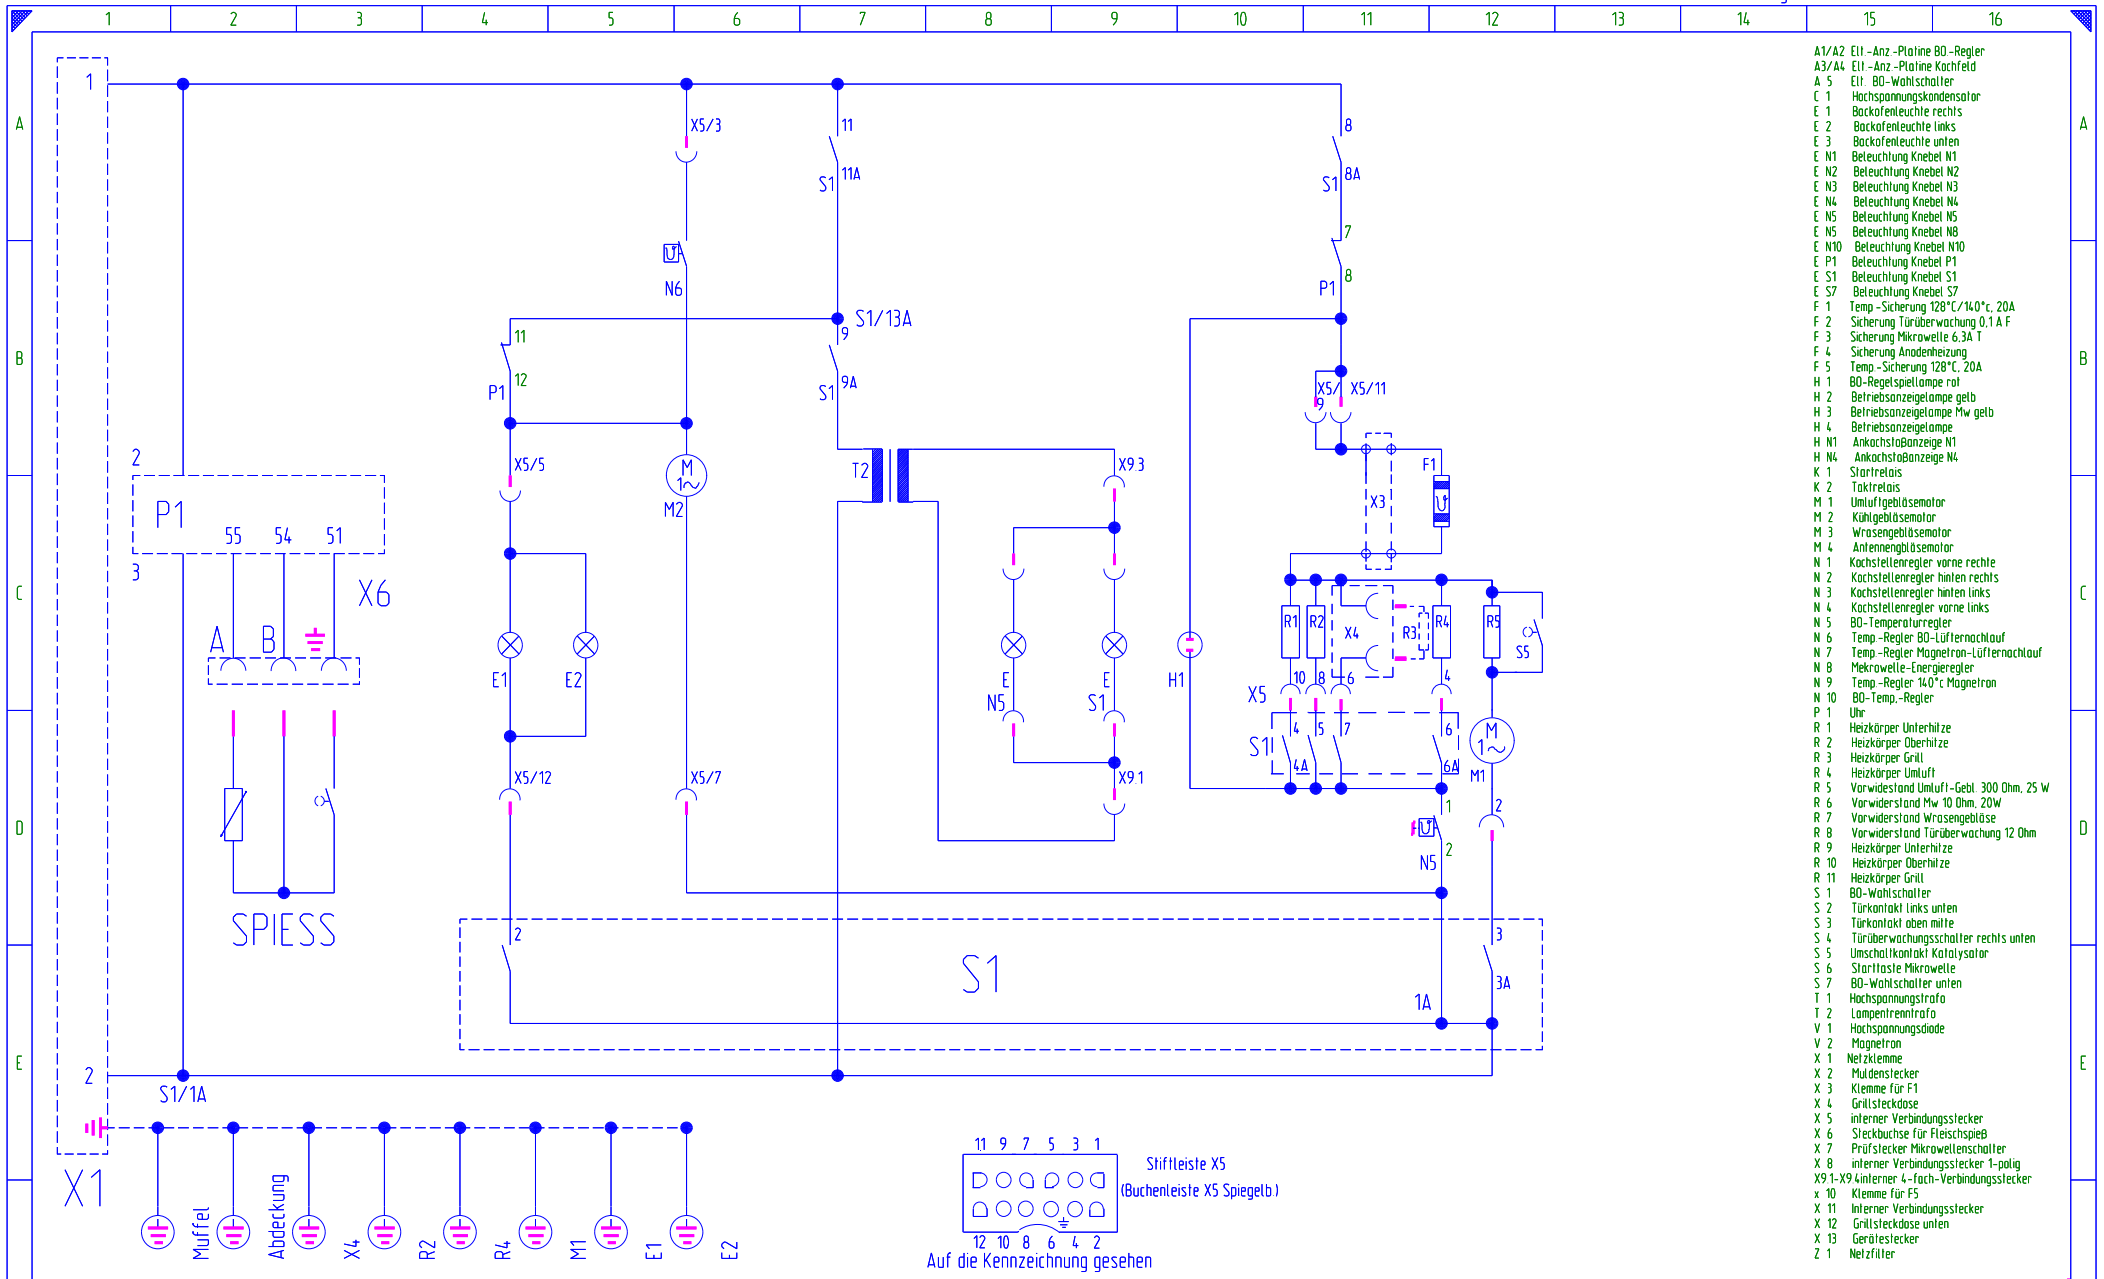 1 2 3 4 5 6 7 8 9 10 11 12 13 14 15 16
A A
B B
C C
D D
E E
1
X5/3
11
11A
S1
8
8A
S1
7
8
P1
N6
S1/13A
9
9A
S1
11
12
P1
X5/
9
X5/11
2
P1
55 54 51
3
X6
A B
X5/5
M
1~
M2
T2
X9.3
F1
X3
E1 E2
E
N5
E
S1
H1
R1 R2 X4 R3 R4 R5
S5
X5
10 8 6 4
S1
4 5 7 6
4A 6A
M
1~
M1
X5/12
X5/7
X9.1
1
2
N5
2
SPIESS
2
S1
3
3A
1A
2
S1/1A
X1
Muffel
Abdeckung
X4
R2
R4
M1
E1
E2
11 9 7 5 3 1
12 10 8 6 4 2
Stiftleiste X5
(Buchenleiste X5 Spiegelb.)
Auf die Kennzeichnung gesehen
A1/A2 Elt.-Anz.-Platine BO.-Regler
A3/A4 Elt.-Anz.-Platine Kochfeld
A 5 Elt. BO-Wahlschalter
C 1 Hochspannungskondensator
E 1 Backofenleuchte rechts
E 2 Backofenleuchte links
E 3 Backofenleuchte unten
E N1 Beleuchtung Knebel N1
E N2 Beleuchtung Knebel N2
E N3 Beleuchtung Knebel N3
E N4 Beleuchtung Knebel N4
E N5 Beleuchtung Knebel N5
E N5 Beleuchtung Knebel N8
E N10 Beleuchtung Knebel N10
E P1 Beleuchtung Knebel P1
E S1 Beleuchtung Knebel S1
E S7 Beleuchtung Knebel S7
F 1 Temp.-Sicherung 128°C/140°c, 20A
F 2 Sicherung Türüberwachung 0,1 A F
F 3 Sicherung Mikrowelle 6,3A T
F 4 Sicherung Anodenheizung
F 5 Temp.-Sicherung 128°C, 20A
H 1 BO-Regelspiellampe rot
H 2 Betriebsanzeigelampe gelb
H 3 Betriebsanzeigelampe Mw gelb
H 4 Betriebsanzeigelampe
H N1 Ankochstoßanzeige N1
H N4 Ankochstoßanzeige N4
K 1 Startrelais
K 2 Taktrelais
M 1 Umluftgebläsemotor
M 2 Kühlgebläsemotor
M 3 Wrasengebläsemotor
M 4 Antennengbläsemotor
N 1 Kochstellenregler vorne rechte
N 2 Kochstellenregler hinten rechts
N 3 Kochstellenregler hinten links
N 4 Kochstellenregler vorne links
N 5 BO-Temperaturregler
N 6 Temp.-Regler BO-Lüfternachlauf
N 7 Temp.-Regler Magnetron-Lüfternachlauf
N 8 Mekrowelle-Energieregler
N 9 Temp.-Regler 140°c Magnetron
N 10 BO-Temp.-Regler
P 1 Uhr
R 1 Heizkörper Unterhitze
R 2 Heizkörper Oberhitze
R 3 Heizkörper Grill
R 4 Heizkörper Umluft
R 5 Vorwidestand Umluft-Gebl. 300 Ohm, 25 W
R 6 Vorwiderstand Mw 10 Ohm, 20W
R 7 Vorwiderstand Wrasengebläse
R 8 Vorwiderstand Türüberwachung 12 Ohm
R 9 Heizkörper Unterhitze
R 10 Heizkörper Oberhitze
R 11 Heizkörper Grill
S 1 BO-Wahlschalter
S 2 Türkontakt links unten
S 3 Türkontakt oben mitte
S 4 Türüberwachungsschalter rechts unten
S 5 Umschaltkontakt Katalysator
S 6 Starttaste Mikrowelle
S 7 BO-Wahlschalter unten
T 1 Hochspannungstrafo
T 2 Lampentrenntrafo
V 1 Hochspannungsdiode
V 2 Magnetron
X 1 Netzklemme
X 2 Muldenstecker
X 3 Klemme für F1
X 4 Grillsteckdose
X 5 interner Verbindungsstecker
X 6 Steckbuchse für Fleischspieß
X 7 Prüfstecker Mikrowellenschalter
X 8 interner Verbindungsstecker 1-polig
X9.1-X9.4interner 4-fach-Verbindungsstecker
x 10 Klemme für F5
X 11 Interner Verbindungsstecker
X 12 Grillsteckdose unten
X 13 Gerätestecker
Z 1 Netzfilter